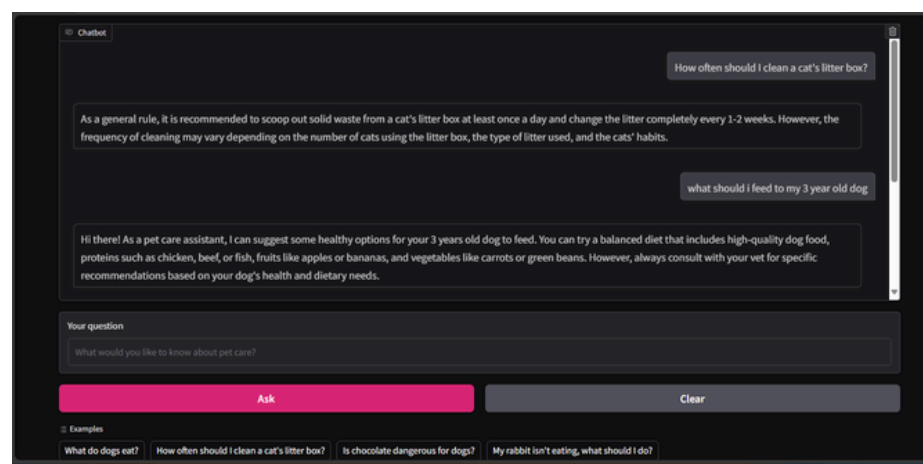 Chatbot
How often should I clean a cat's litter box?
As a general rule, it is recommended to scoop out solid waste from a cat's litter box at least once a day and change the litter completely every 1-2 weeks. However, the
frequency of cleaning may vary depending on the number of cats using the litter box, the type of litter used, and the cats' habits.
what should i feed to my 3 year old dog
Hi there! As a pet care assistant, I can suggest some healthy options for your 3 years old dog to feed. You can try a balanced diet that includes high-quality dog food,
proteins such as chicken, beef, or fish, fruits like apples or bananas, and vegetables like carrots or green beans. However, always consult with your vet for specific
recommendations based on your dog's health and dietary needs.
Your question
What would you like to know about pet care?
Ask Clear
Examples
What do dogs eat? How often should I clean a cat's litter box? Is chocolate dangerous for dogs? My rabbit isn't eating, what should I do?